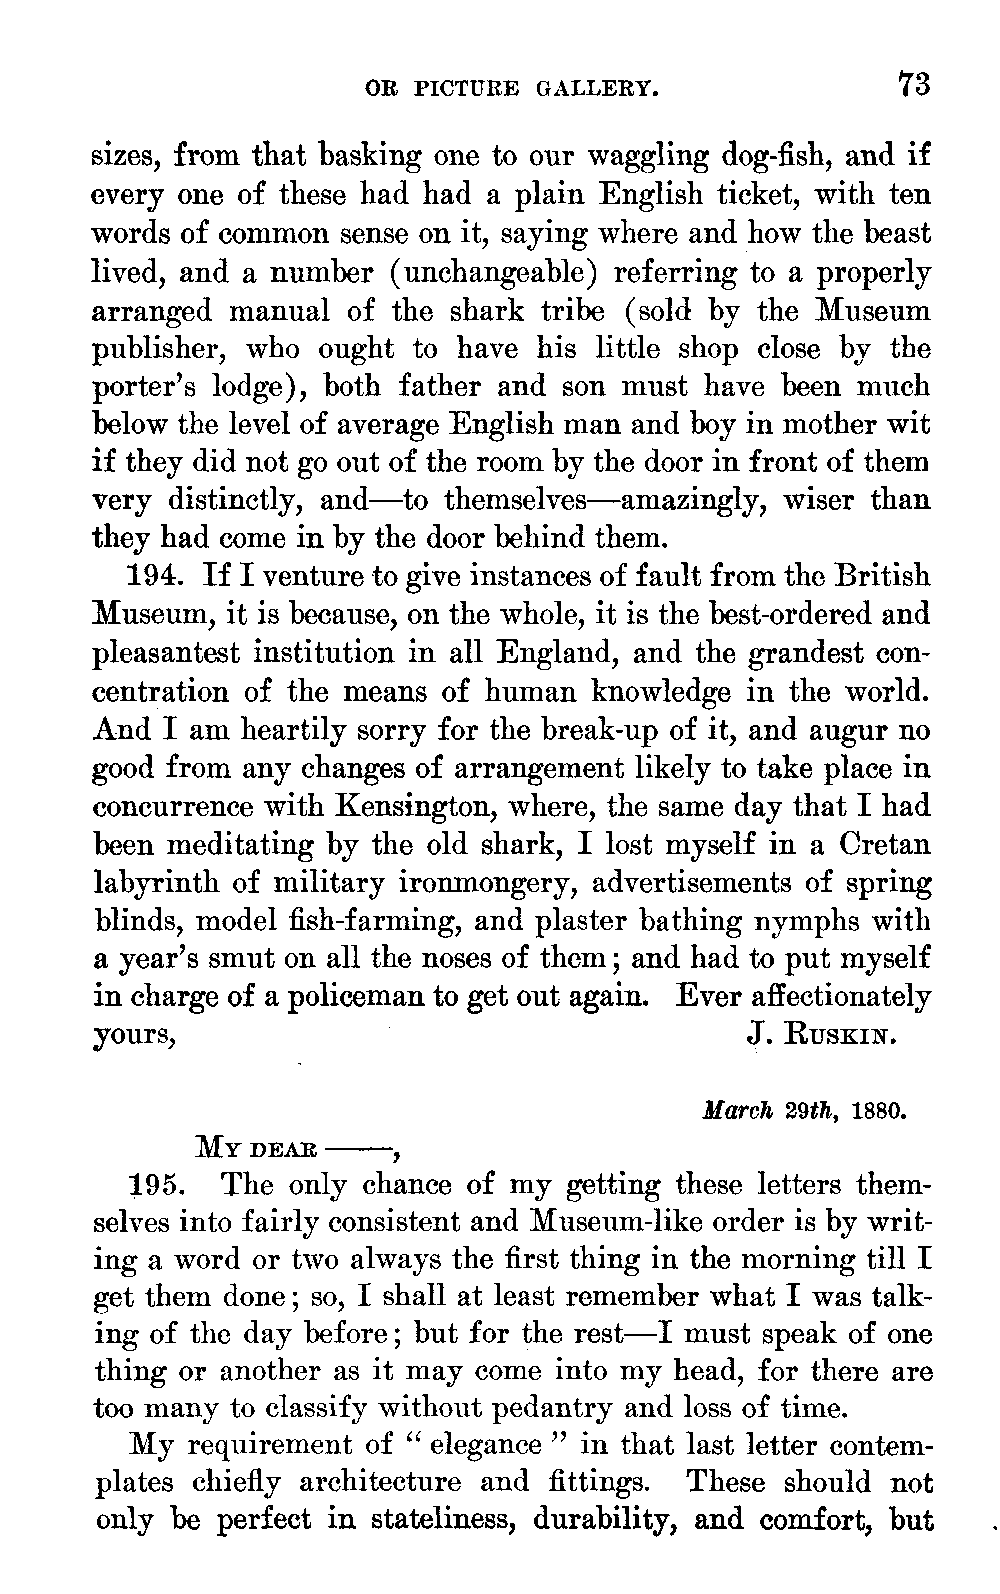 OR PICTURE GALLERY. 73
sizes, from that basking one to our waggling dog-fish, and if
every one of these had had a plain English ticket, with ten
words of common sense on it, saying where and how the beast
lived, and a number (unchangeable) referring to a properly
arranged manual of the shark tribe (sold by the Museum
publisher, who ought to have his little shop close by the
porter's lodge), both father and son must have been much
below the level of average English man and boy in mother wit
if they did not go out of the room by the door in front of them
very distinctly, and—to themselves—amazingly, wiser than
they had come in by the door behind them.
194. If I venture to give instances of fault from the British
Museum, it is because, on the whole, it is the best-ordered and
pleasantest institution in all England, and the grandest con-
centration of the means of human knowledge in the world.
And I am heartily sorry for the break-up of it, and augur no
good from any changes of arrangement likely to take place in
concurrence with Kensington, where, the same day that I had
been meditating by the old shark, I lost myself in a Cretan
labyrinth of military ironmongery, advertisements of spring
blinds, model fish-farming, and plaster bathing nymphs with
a year's smut on all the noses of them; and had to put myself
in charge of a policeman to get out again. Ever affectionately
yours, J. RUSKIN.
March 29th, 1880.
MY DEAR ——,
195. The only chance of my getting these letters them-
selves into fairly consistent and Museum-like order is by writ-
ing a word or two always the first thing in the morning till I
get them done; so, I shall at least remember what I was talk-
ing of the day before; but for the rest—I must speak of one
thing or another as it may come into my head, for there are
too many to classify without pedantry and loss of time.
My requirement of “ elegance ” in that last letter contem-
plates chiefly architecture and fittings. These should not
only be perfect in stateliness, durability, and comfort, but